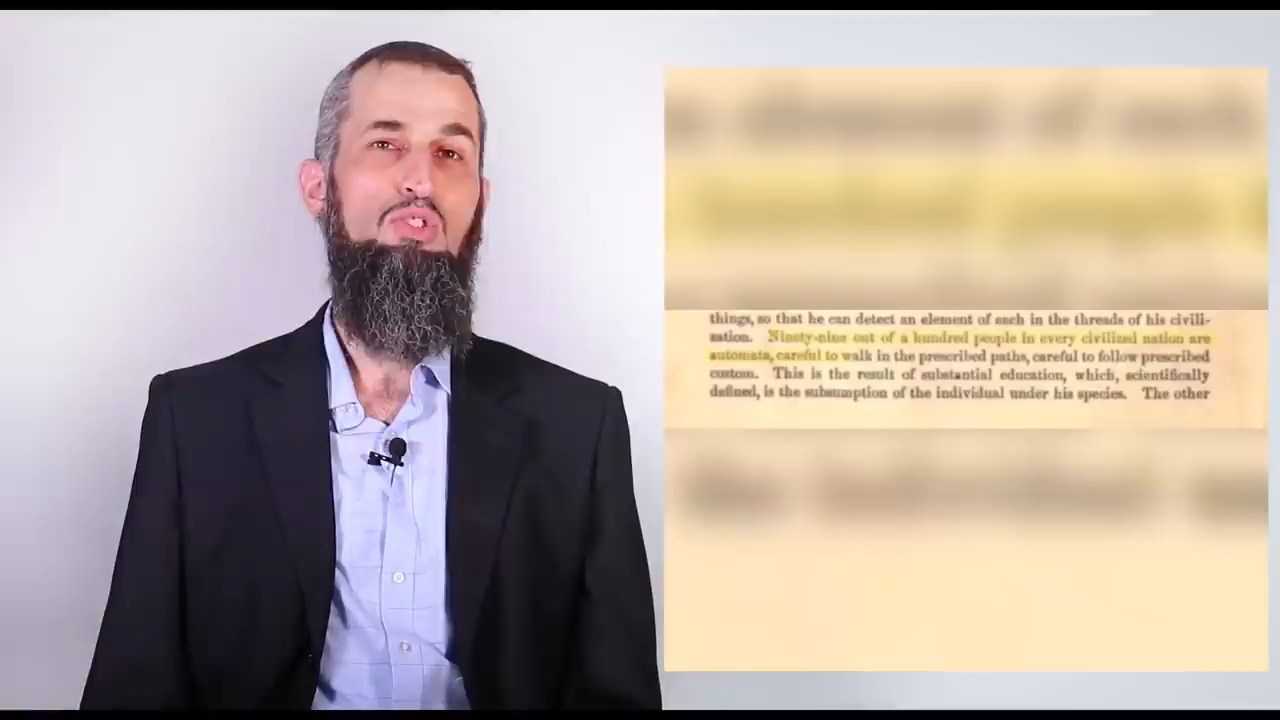 things, so that he can detect an element of each in the threads of his civili-
sation. Ninety-nine out of a hundred people in every civilized nation are
automata, careful to walk in the prescribed paths, careful to follow prescribed
custom. This is the result of substantial education, which, scientifically
defined, is the subsumption of the individual under his species. The other